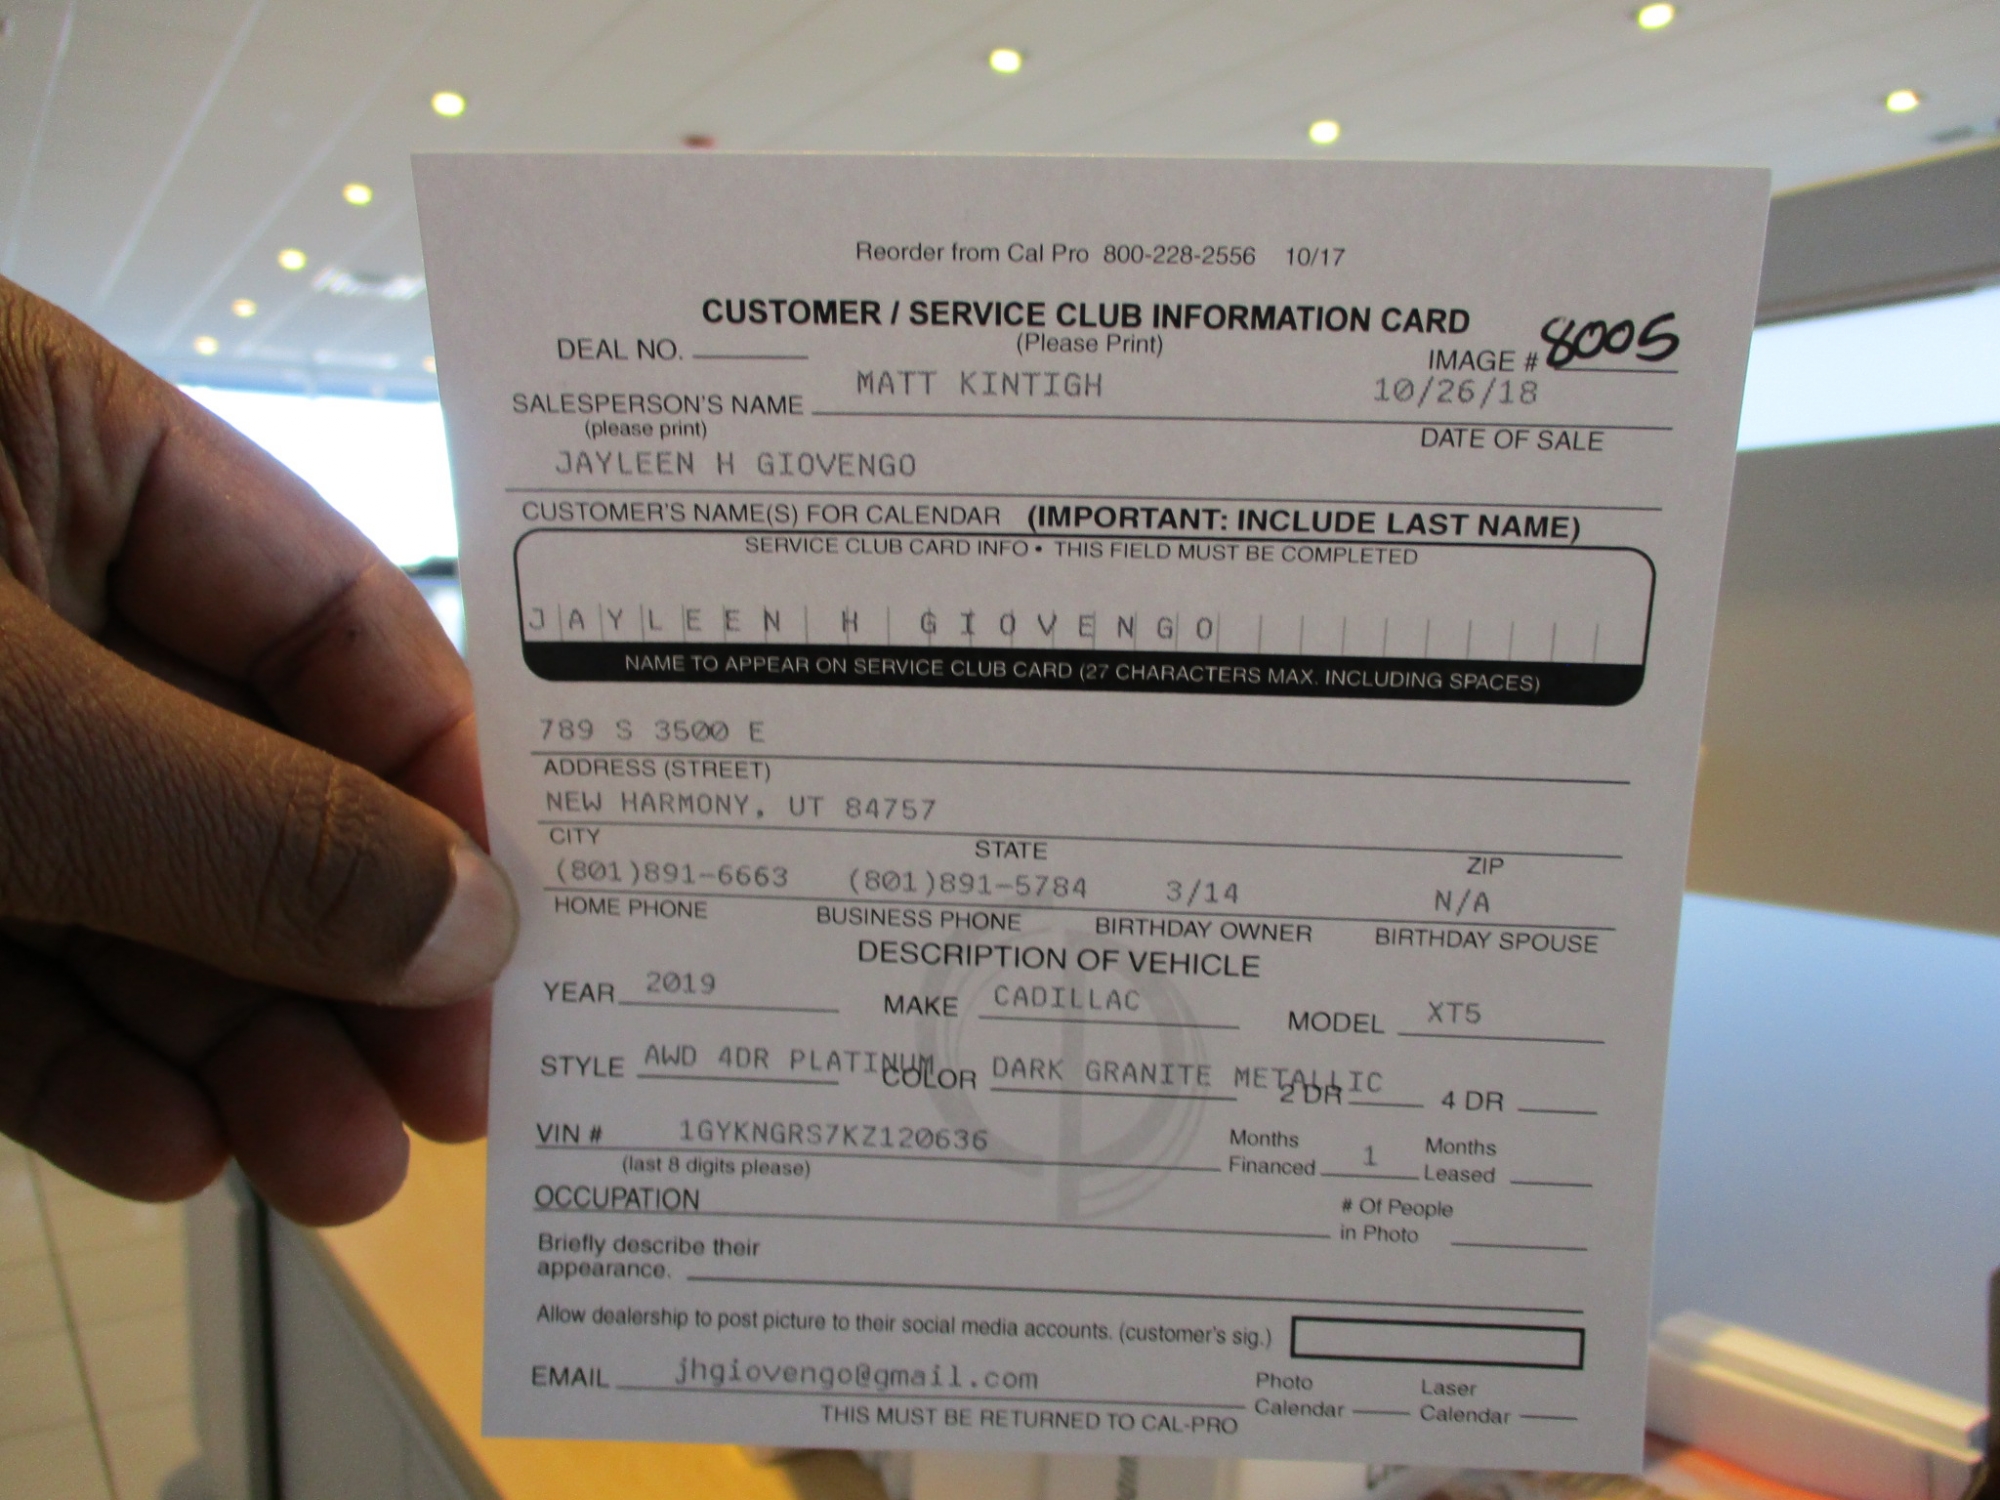 Reorder from Cal Pro 800-228-2556 10/17
CUSTOMER / SERVICE CLUB INFORMATION CARD
(Please Print)
DEAL NO.
IMAGE # 8005
SALESPERSON'S NAME MATT KINTIGH 10/26/18
(please print) DATE OF SALE
JAYLEEN H GIOVENGO
CUSTOMER'S NAME(S) FOR CALENDAR (IMPORTANT: INCLUDE LAST NAME)
SERVICE CLUB CARD INFO • THIS FIELD MUST BE COMPLETED
JAYLEEN H GIOVENGO
NAME TO APPEAR ON SERVICE CLUB CARD (27 CHARACTERS MAX. INCLUDING SPACES)
789 S 3500 E
ADDRESS (STREET)
NEW HARMONY, UT 84757
CITY STATE ZIP
(801)891-6663 (801)891-5784 3/14 N/A
HOME PHONE BUSINESS PHONE BIRTHDAY OWNER BIRTHDAY SPOUSE
DESCRIPTION OF VEHICLE
YEAR 2019 MAKE CADILLAC MODEL XT5
STYLE AWD 4DR PLATINUM COLOR DARK GRANITE METALLIC 2 DR 4 DR
VIN # 1GYKNGRS7KZ120636 Months Financed 1 Months Leased
(last 8 digits please)
OCCUPATION # Of People in Photo
Briefly describe their
appearance.
Allow dealership to post picture to their social media accounts. (customer's sig.)
EMAIL jhgiovengo@gmail.com Photo Calendar Laser Calendar
THIS MUST BE RETURNED TO CAL-PRO